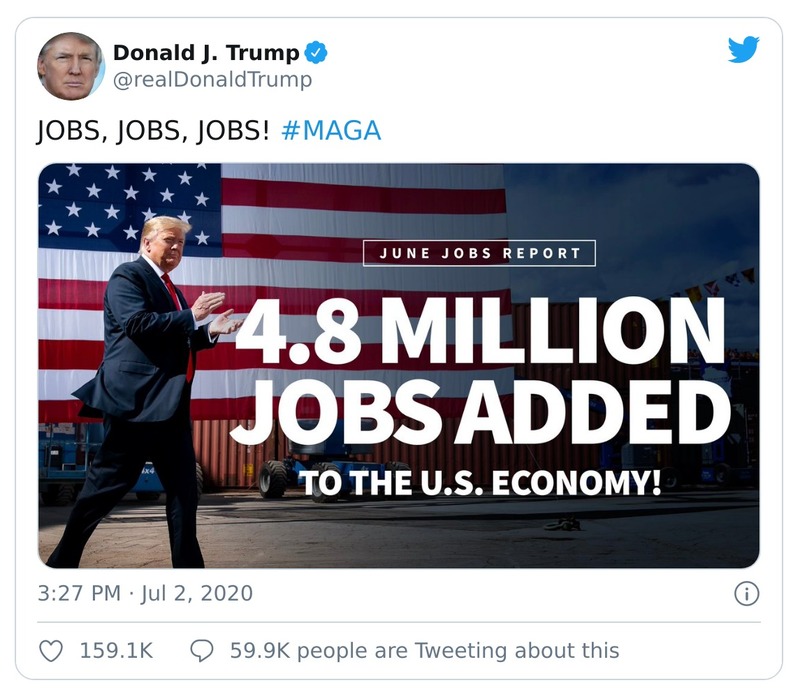 Donald J. Trump
@realDonaldTrump
JOBS, JOBS, JOBS! #MAGA
JUNE JOBS REPORT
4.8 MILLION
JOBS ADDED
TO THE U.S. ECONOMY!
4x4
3:27 PM · Jul 2, 2020
159.1K 59.9K people are Tweeting about this